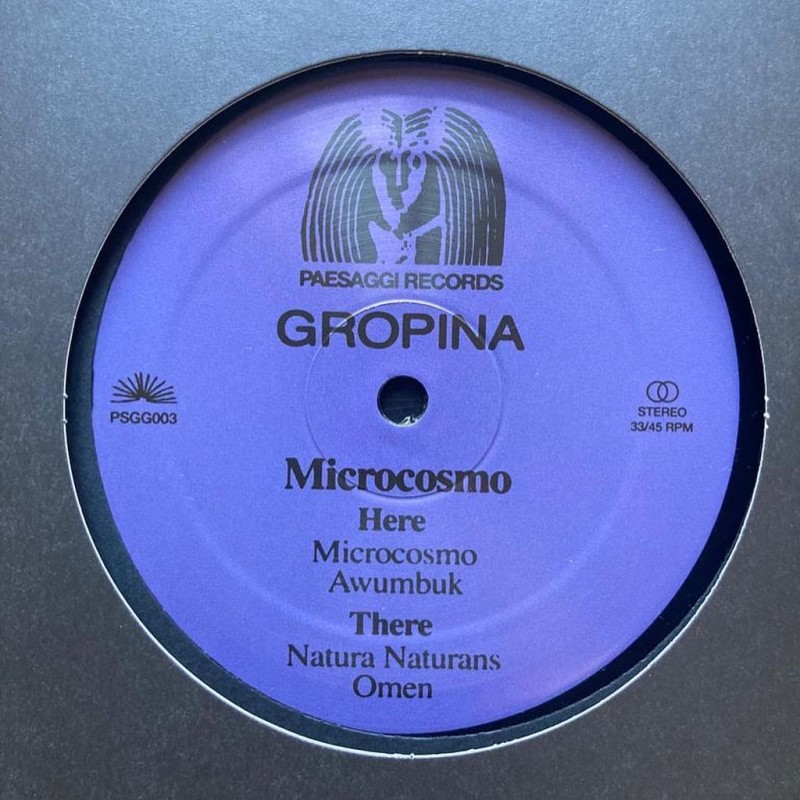 PAESAGGI RECORDS
GROPINA
PSGG003
STEREO
33/45 RPM
Microcosmo
Here
Microcosmo
Awumbuk
There
Natura Naturans
Omen